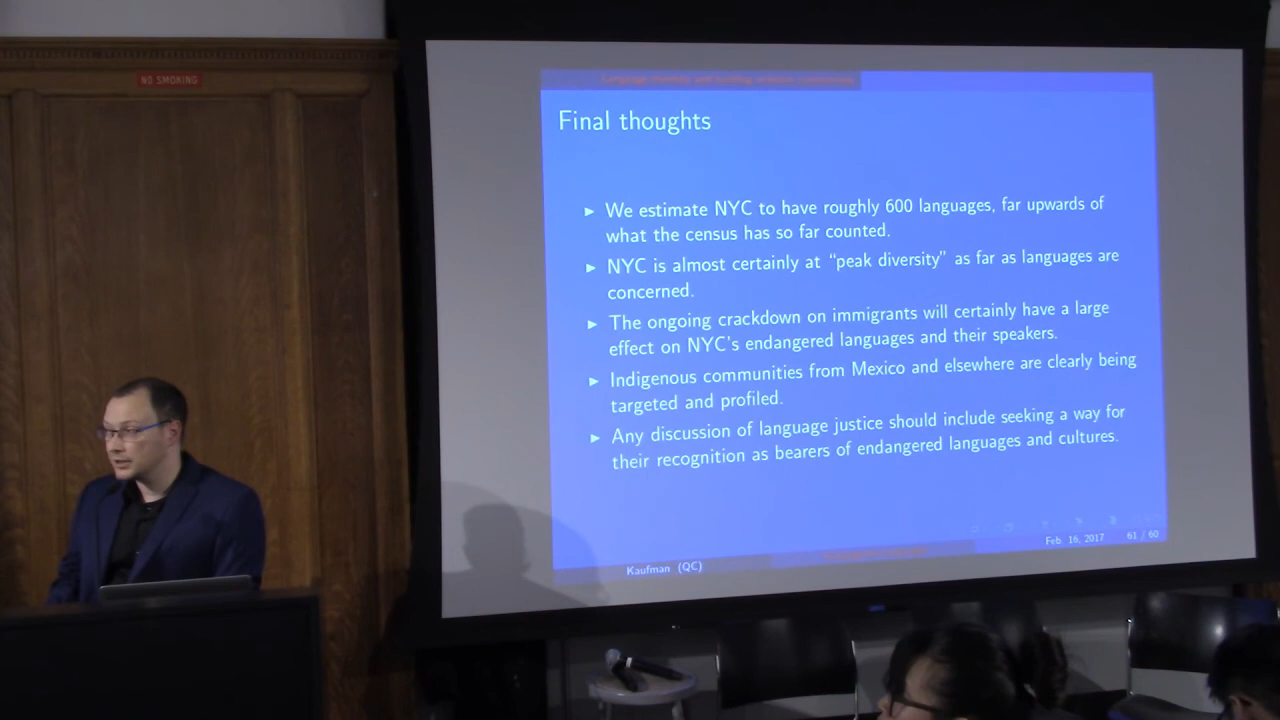 NO SMOKING
Final thoughts
► We estimate NYC to have roughly 600 languages, far upwards of
what the census has so far counted.
► NYC is almost certainly at “peak diversity” as far as languages are
concerned.
► The ongoing crackdown on immigrants will certainly have a large
effect on NYC's endangered languages and their speakers.
► Indigenous communities from Mexico and elsewhere are clearly being
targeted and profiled.
► Any discussion of language justice should include seeking a way for
their recognition as bearers of endangered languages and cultures.
Kaufman (QC)
Feb. 16, 2017
61 / 60